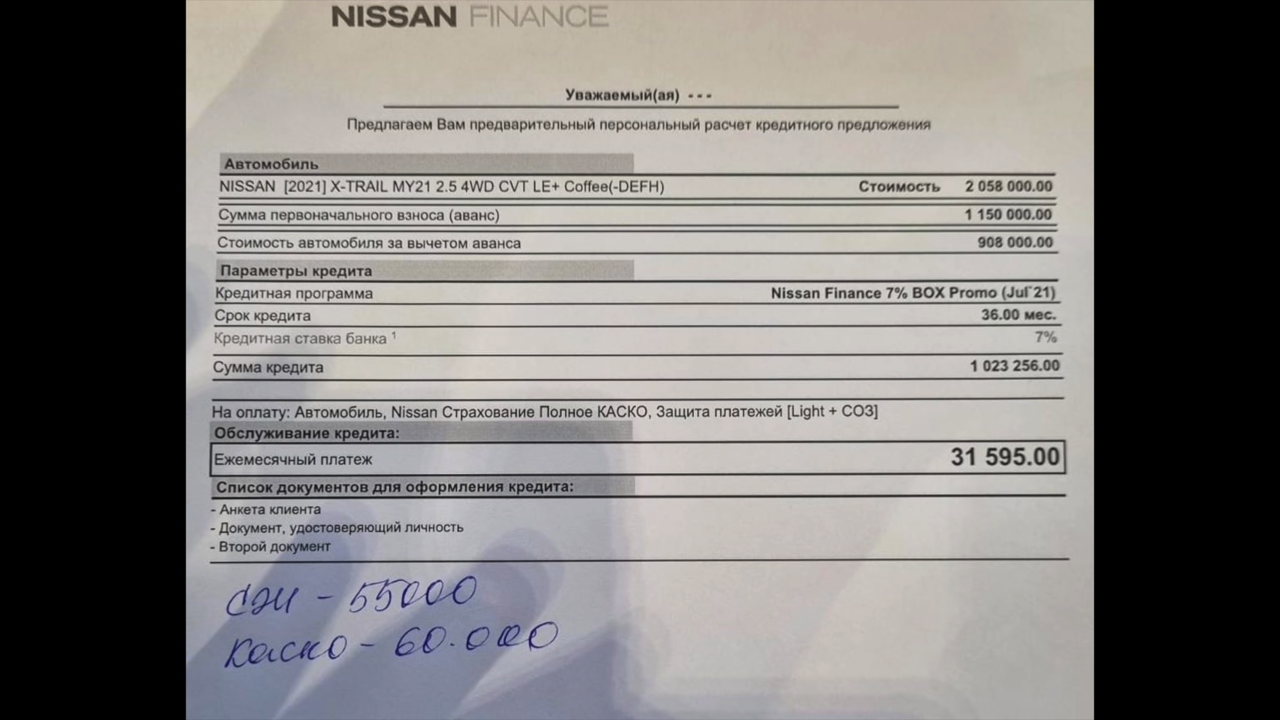 NISSAN FINANCE
Уважаемый(ая) - - -
Предлагаем Вам предварительный персональный расчет кредитного предложения
Автомобиль
NISSAN [2021] X-TRAIL MY21 2.5 4WD CVT LE+ Coffee(-DEFH) Стоимость 2 058 000.00
Сумма первоначального взноса (аванс) 1 150 000.00
Стоимость автомобиля за вычетом аванса 908 000.00
Параметры кредита
Кредитная программа Nissan Finance 7% BOX Promo (Jul'21)
Срок кредита 36.00 мес.
Кредитная ставка банка ¹ 7%
Сумма кредита 1 023 256.00
На оплату: Автомобиль, Nissan Страхование Полное КАСКО, Защита платежей [Light + СОЗ]
Обслуживание кредита:
Ежемесячный платеж 31 595.00
Список документов для оформления кредита:
- Анкета клиента
- Документ, удостоверяющий личность
- Второй документ
СЖ - 55000
Каско - 60.000